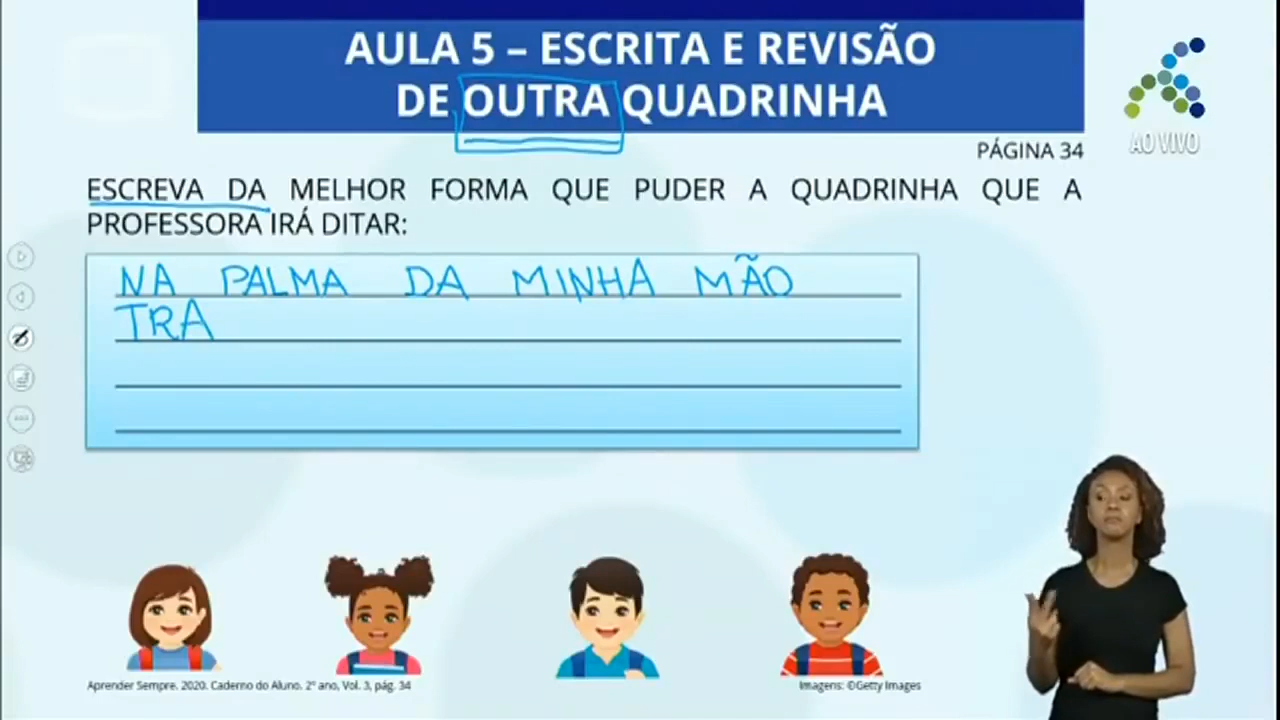 AULA 5 – ESCRITA E REVISÃO
DE OUTRA QUADRINHA
AO VIVO
PÁGINA 34
ESCREVA DA MELHOR FORMA QUE PUDER A QUADRINHA QUE A
PROFESSORA IRÁ DITAR:
NA PALMA DA MINHA MÃO
TRA
Aprender Sempre. 2020. Caderno do Aluno. 2º ano, Vol. 3, pág. 34
Imagens: ©Getty Images